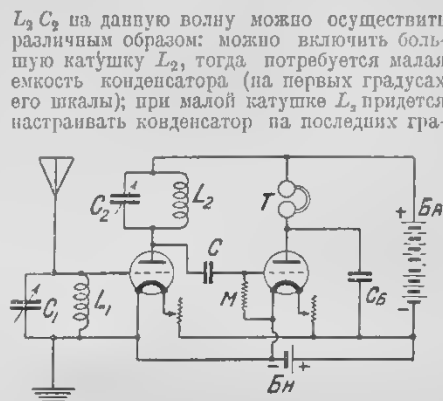 L₂ C₂ на данную волну можно осуществить
различным образом: можно включить боль-
шую катушку L₂, тогда потребуется малая
емкость конденсатора (на первых градусах
его шкалы); при малой катушке L₂ придется
настраивать конденсатор на последних гра-
C₂
L₂
T
+ БА
C
C₁
L₁
M
CБ
-
- +
БН